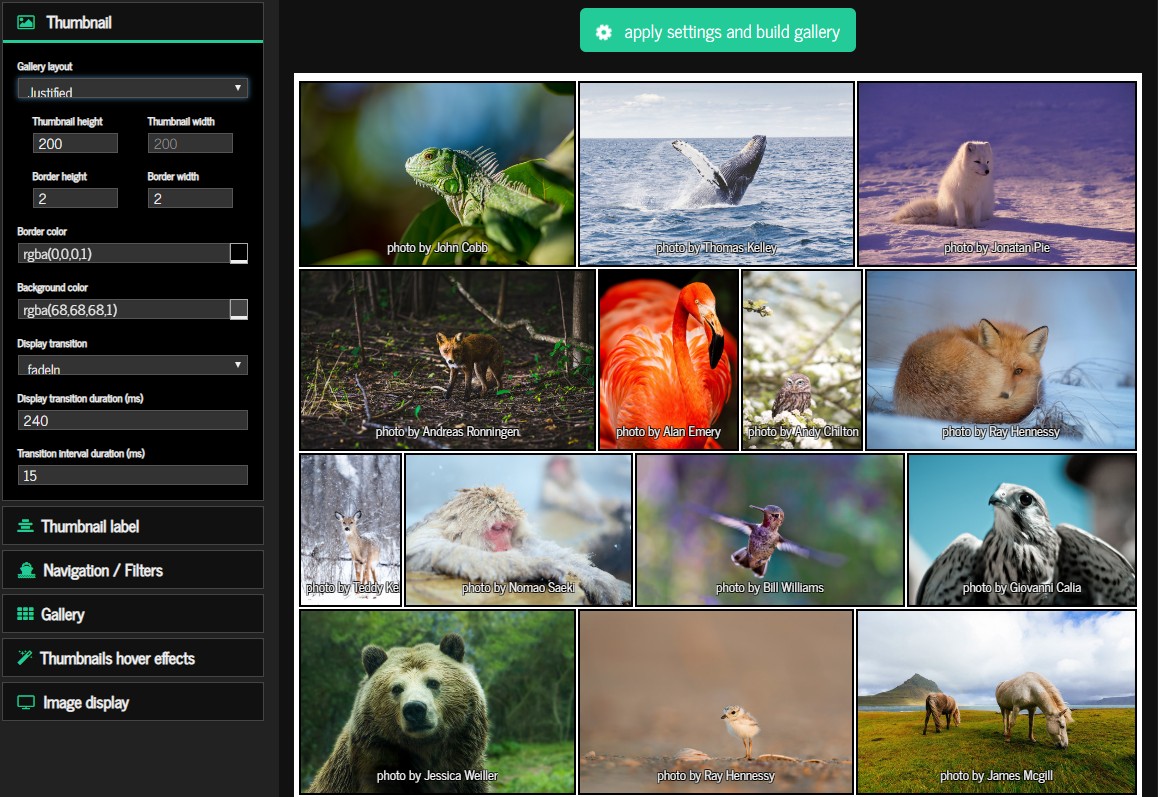 Thumbnail
Gallery layout
Justified
Thumbnail height
Thumbnail width
200
200
Border height
Border width
2
2
Border color
rgba(0,0,0,1)
Background color
rgba(68,68,68,1)
Display transition
fadeIn
Display transition duration (ms)
240
Transition interval duration (ms)
15
Thumbnail label
Navigation / Filters
Gallery
Thumbnails hover effects
Image display
apply settings and build gallery
photo by John Cobb
photo by Thomas Kelley
photo by Jonatan Pie
photo by Andreas Ronningen
photo by Alan Emery
photo by Andy Chilton
photo by Ray Hennessy
photo by Teddy Ke
photo by Nomao Saeki
photo by Bill Williams
photo by Giovanni Calia
photo by Jessica Weiller
photo by Ray Hennessy
photo by James Mcgill